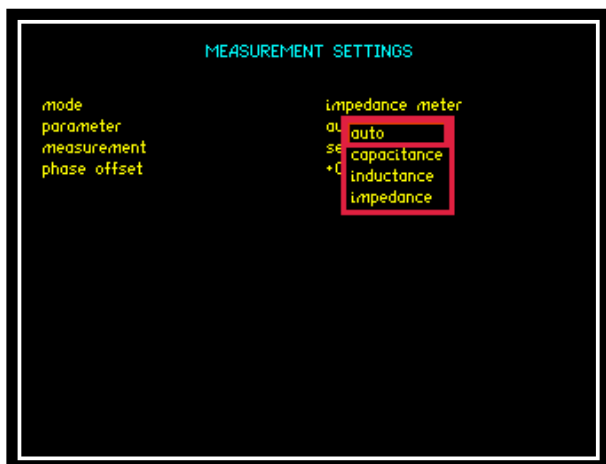 MEASUREMENT SETTINGS
mode impedance meter
parameter
auto
measurement
capacitance
phase offset
inductance
impedance